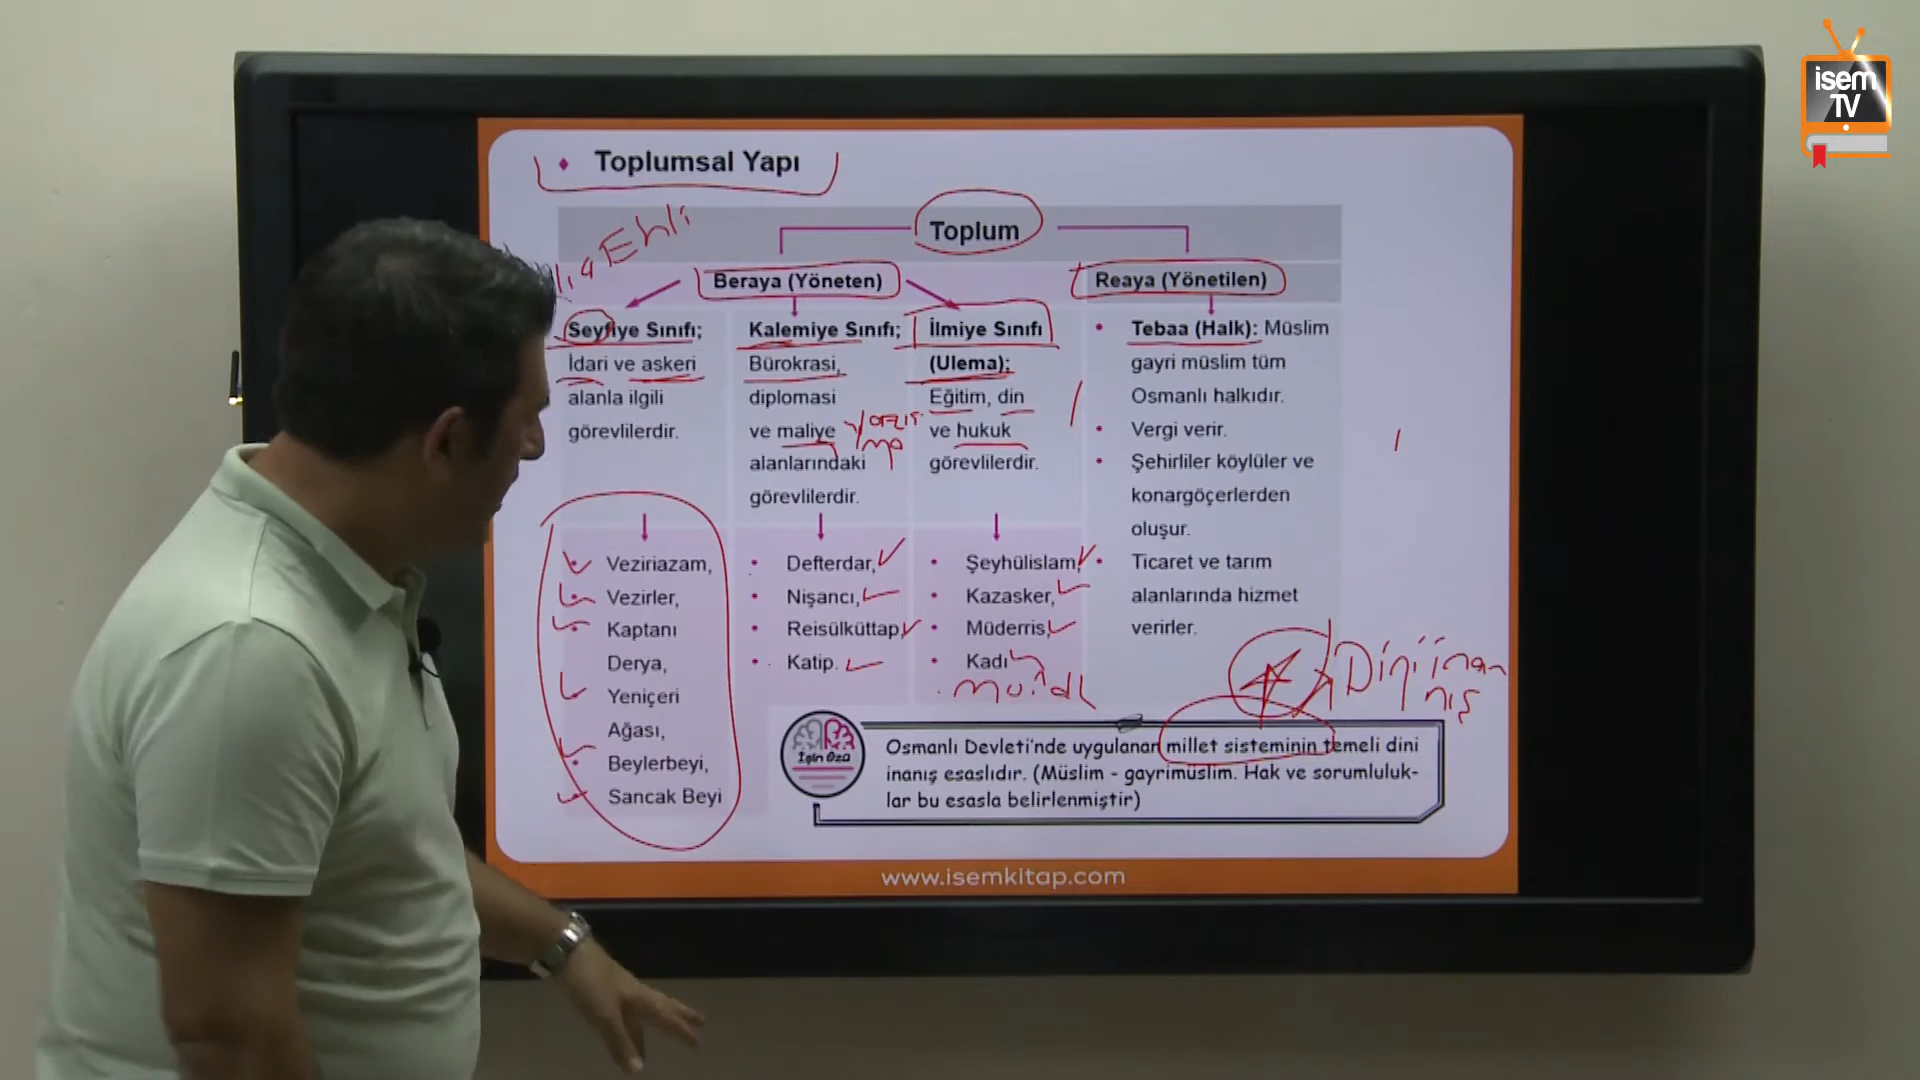 isem
TV
Toplumsal Yapı
Toplum
Ehli
Beraya (Yöneten)
Reaya (Yönetilen)
Seyfiye Sınıfı;
İdari ve askeri
alanla ilgili
görevlilerdir.
Veziriazam,
Vezirler,
Kaptanı
Derya,
Yeniçeri
Ağası,
Beylerbeyi,
Sancak Beyi
Kalemiye Sınıfı;
Bürokrasi,
diplomasi
ve maliye
alanlarındaki
görevlilerdir.
Defterdar,
Nişancı,
Reisülküttap,
Katip.
İlmiye Sınıfı
(Ulema);
Eğitim, din
ve hukuk
görevlilerdir.
Şeyhülislam,
Kazasker,
Müderris,
Kadı
Tebaa (Halk): Müslim
gayri müslim tüm
Osmanlı halkıdır.
Vergi verir.
Şehirliler köylüler ve
konargöçerlerden
oluşur.
Ticaret ve tarım
alanlarında hizmet
verirler.
Dini inan
nış
İşin Özü
Osmanlı Devleti'nde uygulanan millet sisteminin temeli dini
inanış esaslıdır. (Müslim - gayrimüslim. Hak ve sorumluluk-
lar bu esasla belirlenmiştir)
www.isemkitap.com